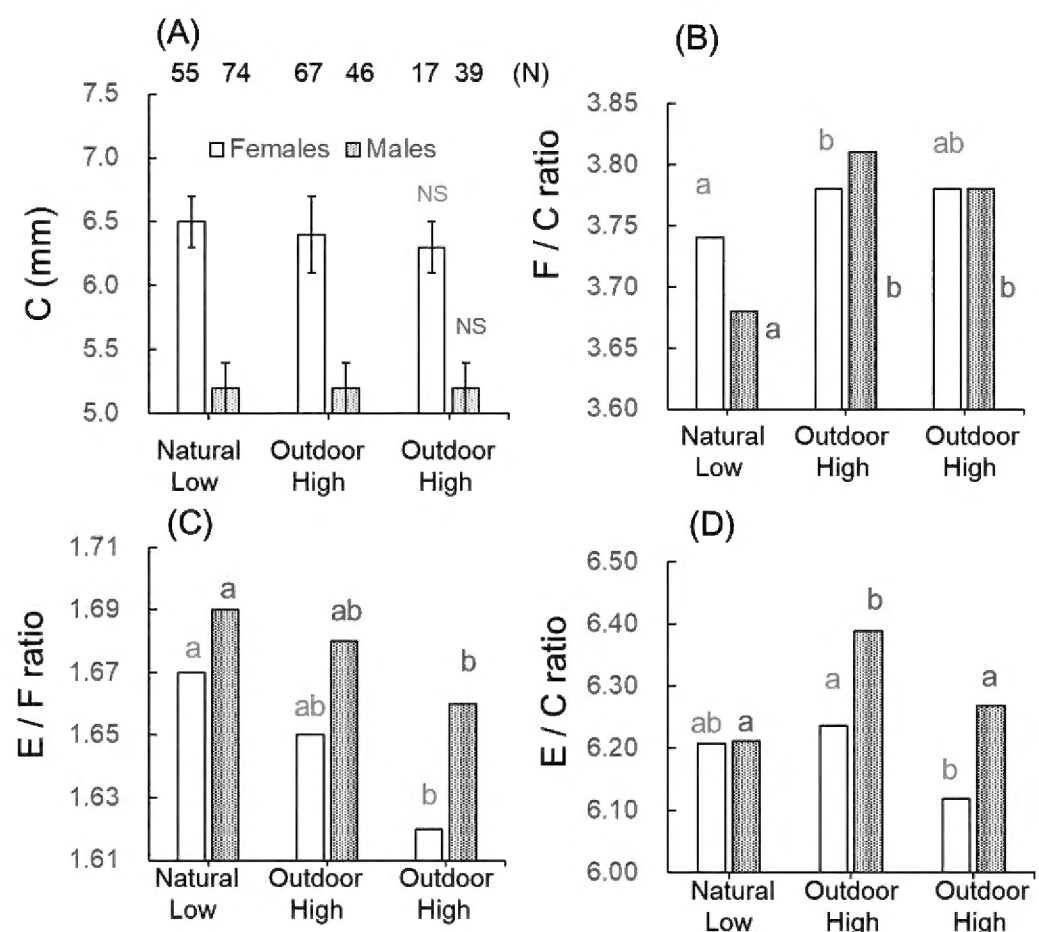 (A)
55 74 67 46 17 39 (N)
7.5
7.0
6.5
6.0
5.5
5.0
C (mm)
Females Males
NS
NS
Natural Low
Outdoor High
Outdoor High
(B)
3.85
3.80
3.75
3.70
3.65
3.60
F / C ratio
a
a
b
b
ab
b
Natural Low
Outdoor High
Outdoor High
(C)
1.71
1.69
1.67
1.65
1.63
1.61
E / F ratio
a
a
ab
ab
b
b
Natural Low
Outdoor High
Outdoor High
(D)
6.50
6.40
6.30
6.20
6.10
6.00
E / C ratio
ab
a
a
b
b
a
Natural Low
Outdoor High
Outdoor High